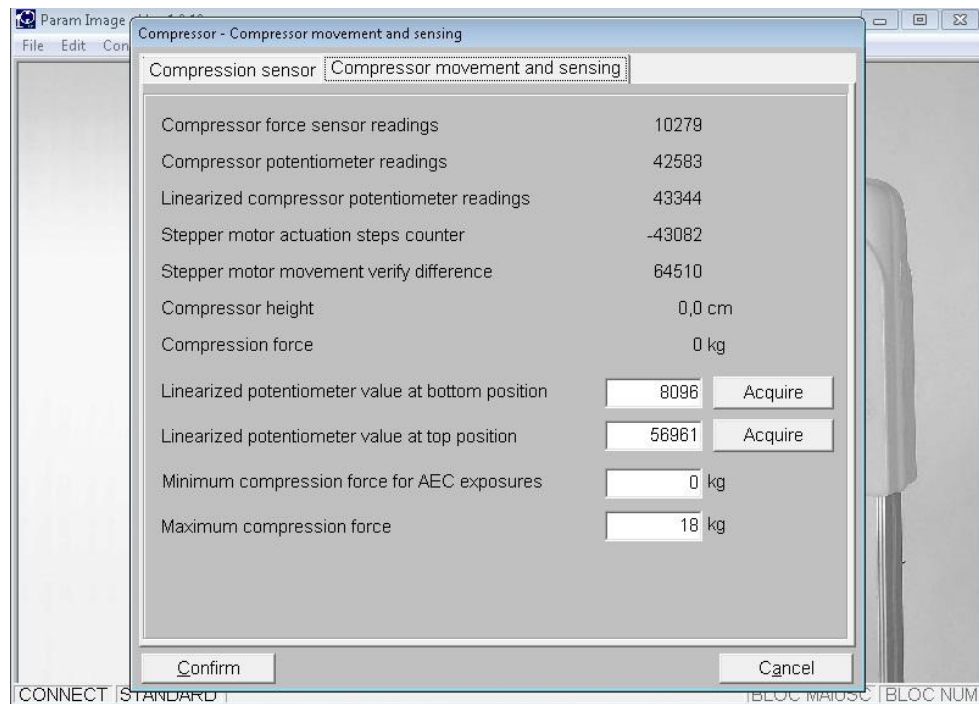 Param Image
Compressor - Compressor movement and sensing
File Edit Con
Compression sensor Compressor movement and sensing
Compressor force sensor readings 10279
Compressor potentiometer readings 42583
Linearized compressor potentiometer readings 43344
Stepper motor actuation steps counter -43082
Stepper motor movement verify difference 64510
Compressor height 0,0 cm
Compression force 0 kg
Linearized potentiometer value at bottom position 8096 Acquire
Linearized potentiometer value at top position 56961 Acquire
Minimum compression force for AEC exposures 0 kg
Maximum compression force 18 kg
Confirm Cancel
CONNECT STANDARD BLOC MAIUSC BLOC NUM